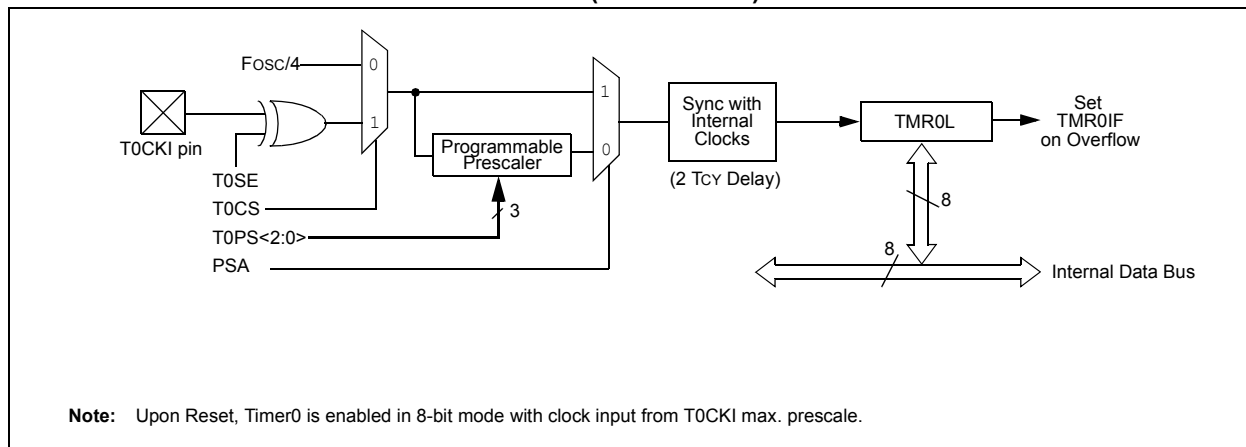 FOSC/4
0
1
T0CKI pin
T0SE
T0CS
T0PS<2:0>
PSA
Programmable
Prescaler
3
1
0
Sync with
Internal
Clocks
(2 TCY Delay)
TMR0L
Set
TMR0IF
on Overflow
8
8
Internal Data Bus
Note: Upon Reset, Timer0 is enabled in 8-bit mode with clock input from T0CKI max. prescale.